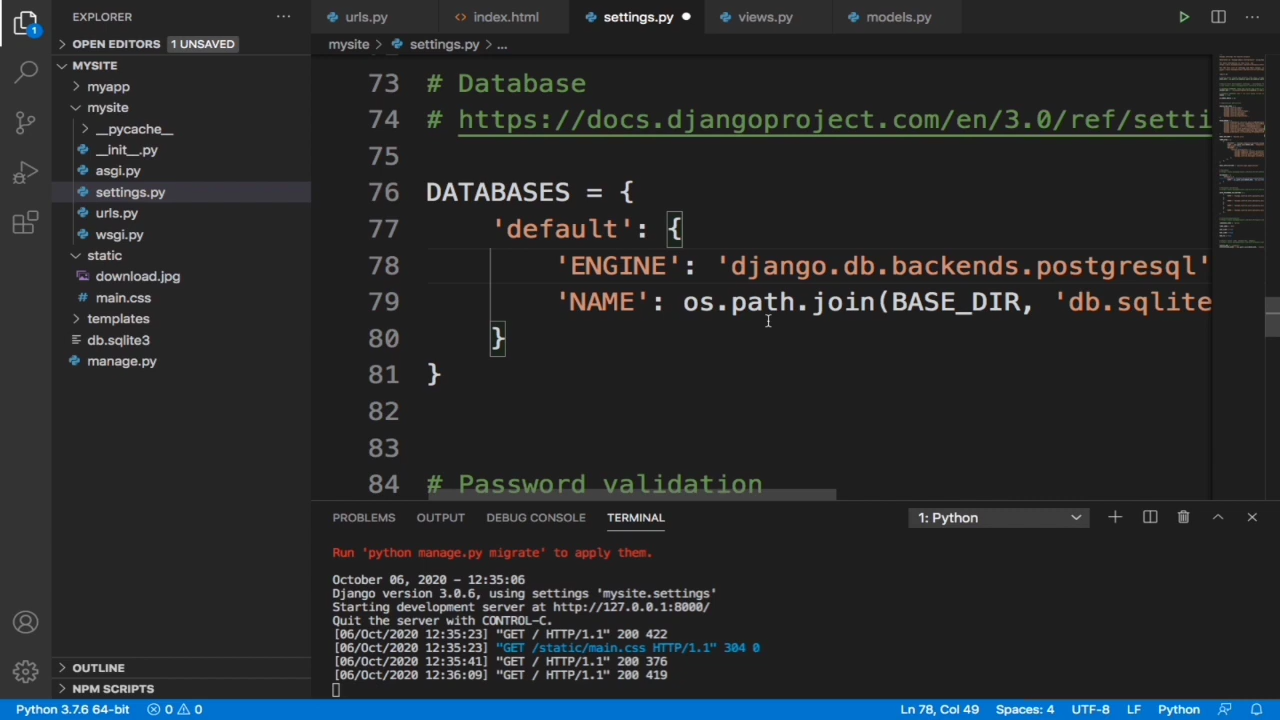 EXPLORER
urls.py
index.html
settings.py
views.py
models.py
OPEN EDITORS 1 UNSAVED
mysite > settings.py > ...
MYSITE
myapp
mysite
__pycache__
__init__.py
asgi.py
settings.py
urls.py
wsgi.py
static
download.jpg
main.css
templates
db.sqlite3
manage.py
OUTLINE
NPM SCRIPTS
1
73 # Database
74 # https://docs.djangoproject.com/en/3.0/ref/setti
75
76 DATABASES = {
77 'default': {
78 'ENGINE': 'django.db.backends.postgresql'
79 'NAME': os.path.join(BASE_DIR, 'db.sqlite
80 }
81 }
82
83
84 # Password validation
PROBLEMS OUTPUT DEBUG CONSOLE TERMINAL 1: Python
Run 'python manage.py migrate' to apply them.
October 06, 2020 - 12:35:06
Django version 3.0.6, using settings 'mysite.settings'
Starting development server at http://127.0.0.1:8000/
Quit the server with CONTROL-C.
[06/Oct/2020 12:35:23] "GET / HTTP/1.1" 200 422
[06/Oct/2020 12:35:23] "GET /static/main.css HTTP/1.1" 304 0
[06/Oct/2020 12:35:41] "GET / HTTP/1.1" 200 376
[06/Oct/2020 12:36:09] "GET / HTTP/1.1" 200 419
Python 3.7.6 64-bit 0 0 Ln 78, Col 49 Spaces: 4 UTF-8 LF Python